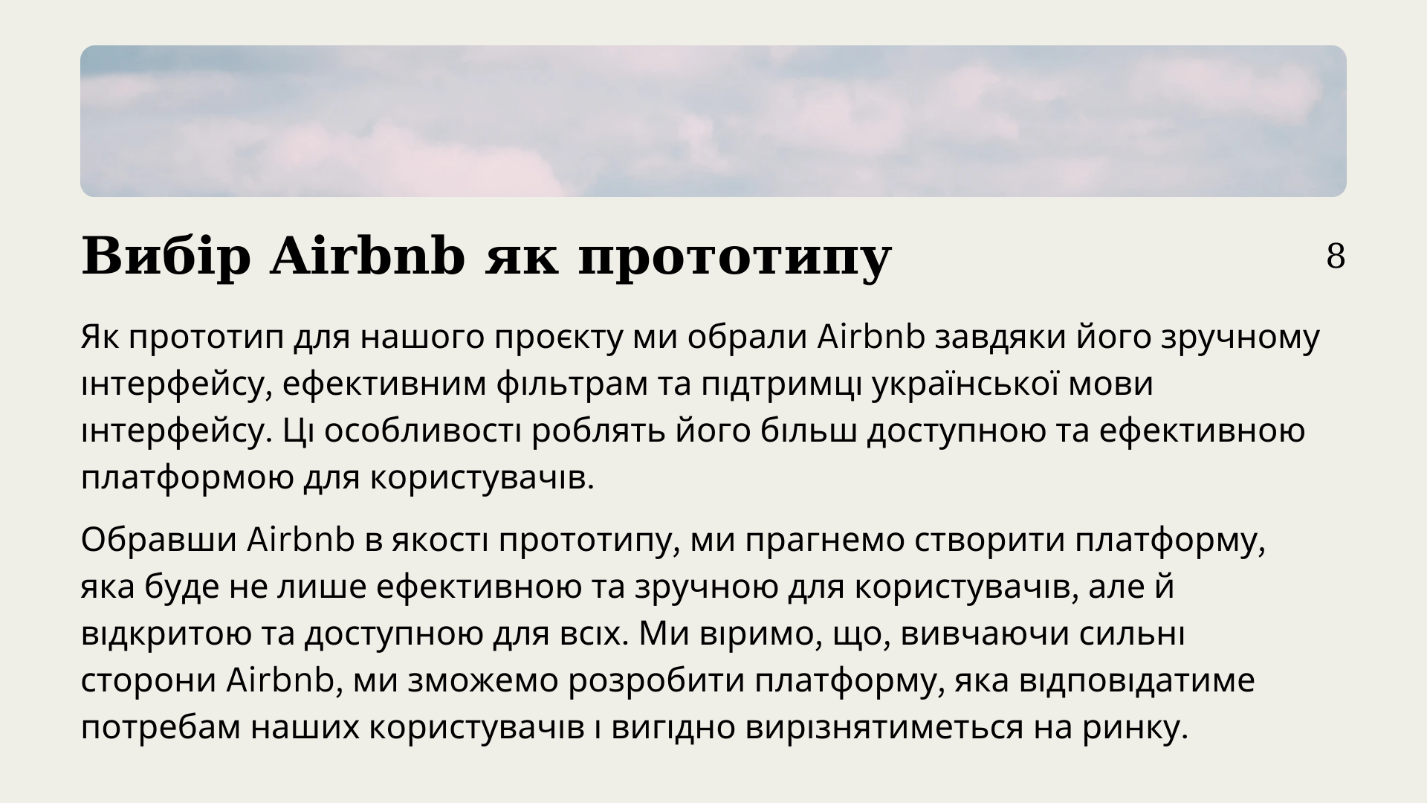 Вибір Airbnb як прототипу
8
Як прототип для нашого проєкту ми обрали Airbnb завдяки його зручному
інтерфейсу, ефективним фільтрам та підтримці української мови
інтерфейсу. Ці особливості роблять його більш доступною та ефективною
платформою для користувачів.
Обравши Airbnb в якості прототипу, ми прагнемо створити платформу,
яка буде не лише ефективною та зручною для користувачів, але й
відкритою та доступною для всіх. Ми віримо, що, вивчаючи сильні
сторони Airbnb, ми зможемо розробити платформу, яка відповідатиме
потребам наших користувачів і вигідно вирізнятиметься на ринку.